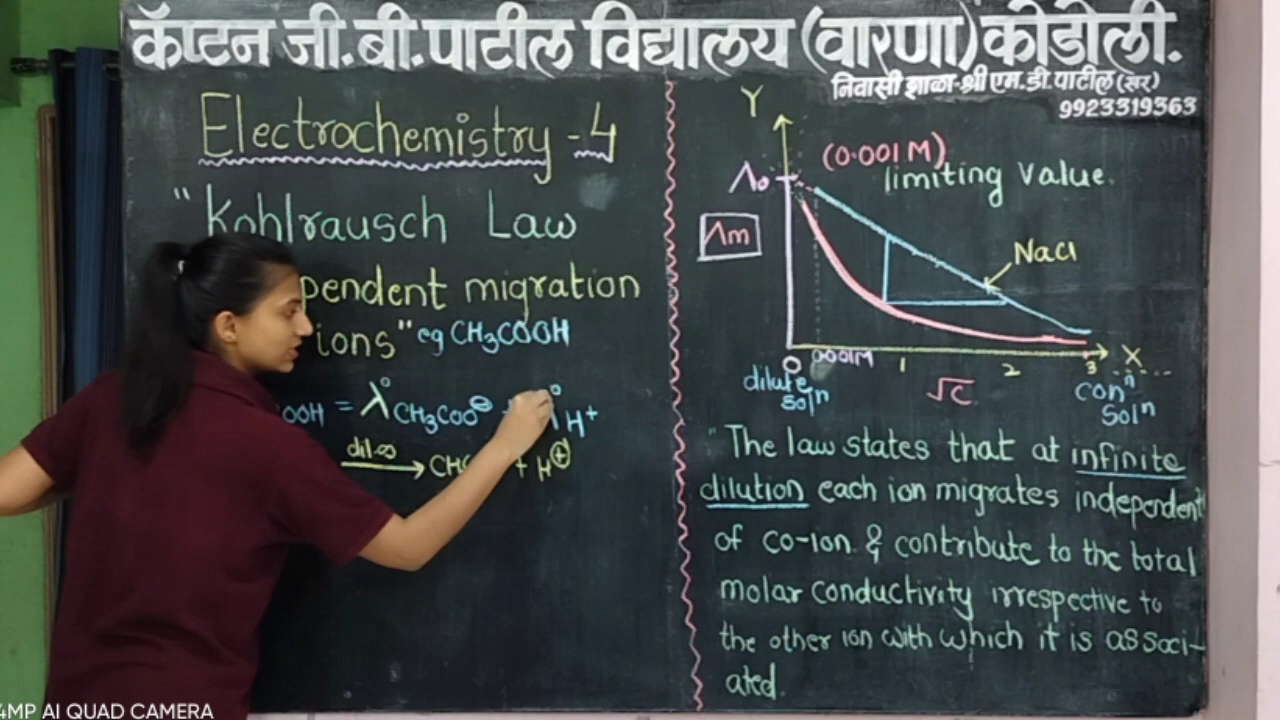 कॅप्टन जी.बी.पाटील विद्यालय (वारणा) कोडोली.
निवासी शाळा-श्री एम.डी.पाटील (सर)
9923319363
Electrochemistry - 4
"Kohlrausch Law
pendent migration
ions" eg CH₃COOH
OOH = λ° CH₃COO⊖ λ° H⁺
dil-∞
→ CH + H⊕
Y
(0.001 M)
limiting value.
Λ₀
Λm
NaCl
0 0.001M 1 2 3 X
dilute soln
√C
conⁿ solⁿ
"The law states that at infinite
dilution each ion migrates independent
of co-ion & contribute to the total
molar conductivity irrespective to
the other ion with which it is associ-
ated.
4MP AI QUAD CAMERA